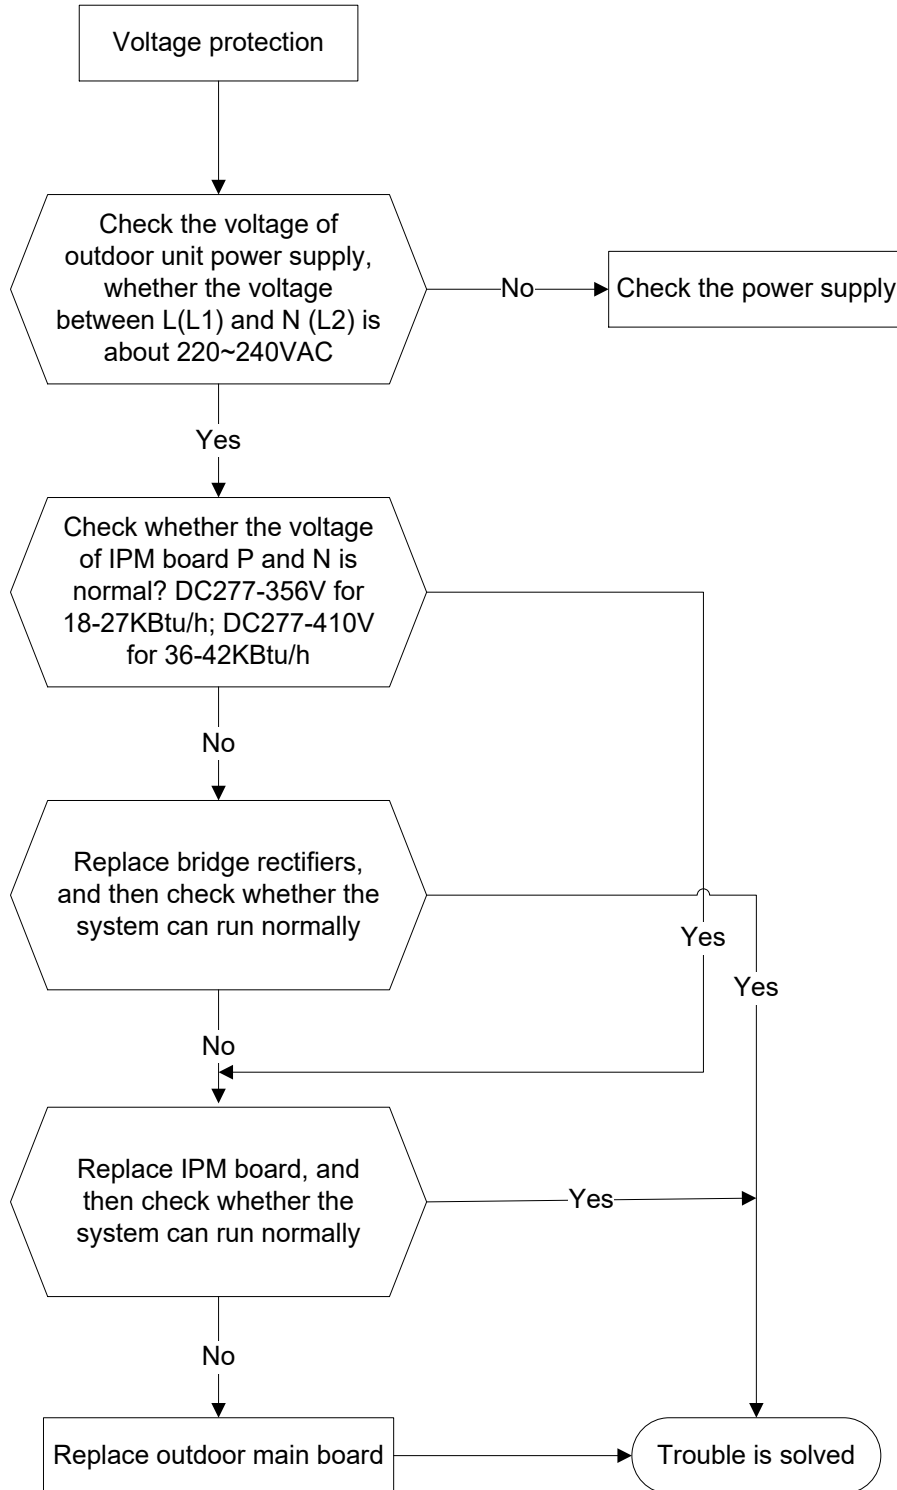 Voltage protection
Check the voltage of
outdoor unit power supply,
whether the voltage
between L(L1) and N (L2) is
about 220~240VAC
No
Check the power supply
Yes
Check whether the voltage
of IPM board P and N is
normal? DC277-356V for
18-27KBtu/h; DC277-410V
for 36-42KBtu/h
No
Replace bridge rectifiers,
and then check whether the
system can run normally
Yes
Yes
No
Replace IPM board, and
then check whether the
system can run normally
Yes
No
Replace outdoor main board
Trouble is solved